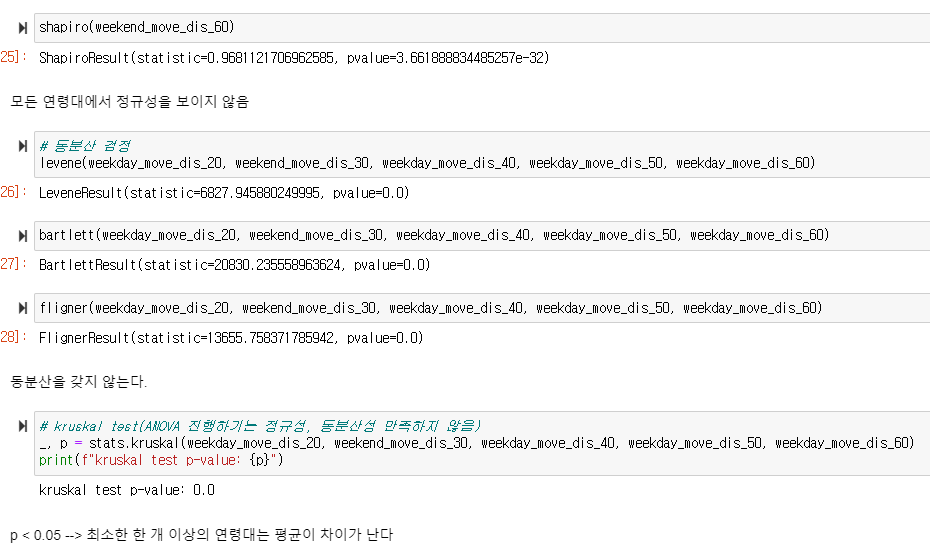 shapiro(weekend_move_dis_60)
25]: ShapiroResult(statistic=0.9681121706962585, pvalue=3.661888834485257e-32)
모든 연령대에서 정규성을 보이지 않음
# 등분산 검정
levene(weekday_move_dis_20, weekend_move_dis_30, weekday_move_dis_40, weekday_move_dis_50, weekday_move_dis_60)
26]: LeveneResult(statistic=6827.945880249995, pvalue=0.0)
bartlett(weekday_move_dis_20, weekend_move_dis_30, weekday_move_dis_40, weekday_move_dis_50, weekday_move_dis_60)
27]: BartlettResult(statistic=20830.235558963624, pvalue=0.0)
fligner(weekday_move_dis_20, weekend_move_dis_30, weekday_move_dis_40, weekday_move_dis_50, weekday_move_dis_60)
28]: FlignerResult(statistic=13655.758371785942, pvalue=0.0)
등분산을 갖지 않는다.
# kruskal test(ANOVA 진행하기는 정규성, 등분산성 만족하지 않음)
_, p = stats.kruskal(weekday_move_dis_20, weekend_move_dis_30, weekday_move_dis_40, weekday_move_dis_50, weekday_move_dis_60)
print(f"kruskal test p-value: {p}")
kruskal test p-value: 0.0
p < 0.05 --> 최소한 한 개 이상의 연령대는 평균이 차이가 난다